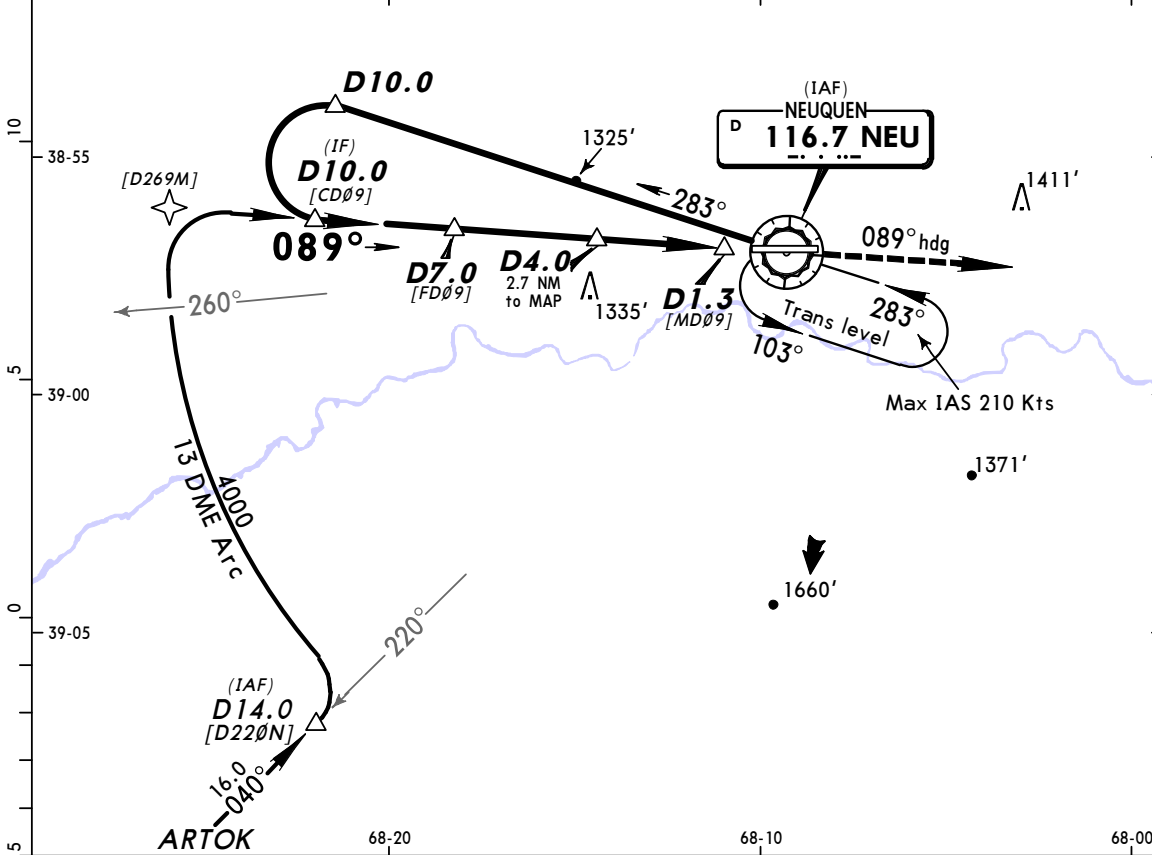 D10.0
(IAF)
NEUQUEN
D 116.7 NEU
10
38-55
1325'
(IF)
D10.0
[CDØ9]
[D269M]
1411'
283°
089°hdg
089°
D7.0
[FDØ9]
D4.0
2.7 NM
to MAP
1335'
D1.3
[MDØ9]
260°
283°
Trans level
103°
5
39-00
Max IAS 210 Kts
1371'
4000
13 DME Arc
1660'
0
39-05
220°
(IAF)
D14.0
[D22ØN]
16.0
040°
ARTOK
5
68-20
68-10
68-00